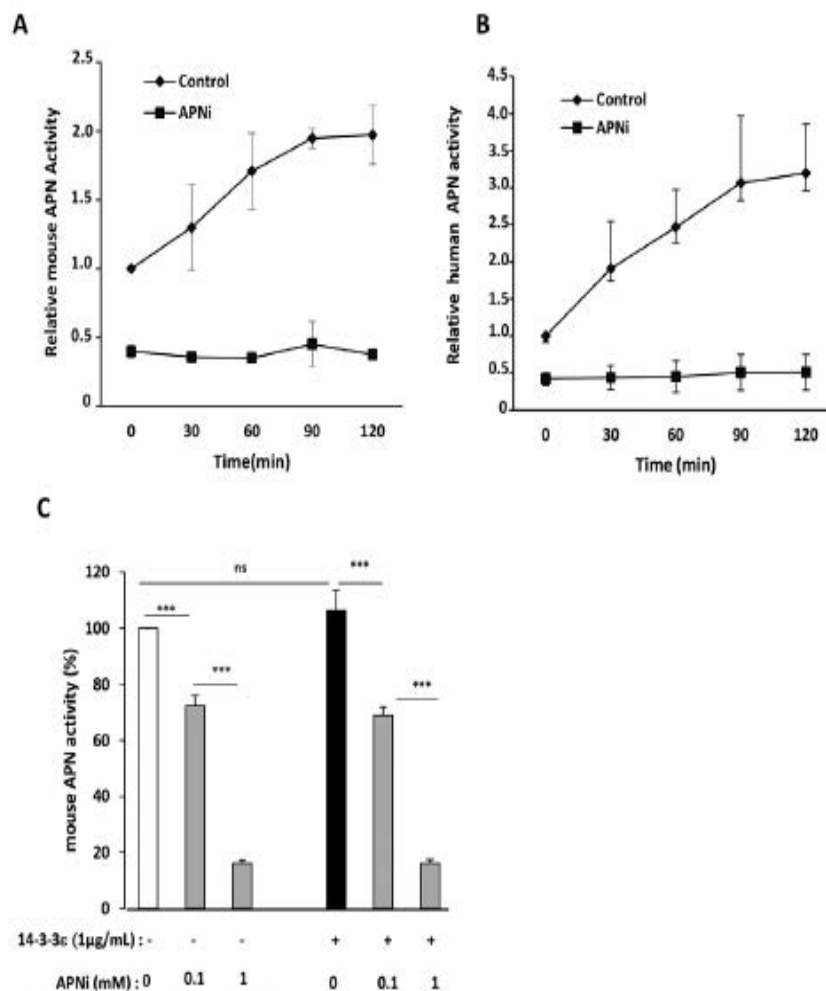 A
Relative mouse APN Activity
2.5
2.0
1.5
1.0
0.5
0
Control
APNi
0 30 60 90 120
Time(min)
B
Relative human APN activity
4.5
4.0
3.5
3.0
2.5
2.0
1.5
1.0
0.5
0
Control
APNi
0 30 60 90 120
Time (min)
C
mouse APN activity (%)
120
100
80
60
40
20
0
ns
***
***
***
***
14-3-3ε (1µg/mL) : - - - + + +
APNi (mM) : 0 0.1 1 0 0.1 1